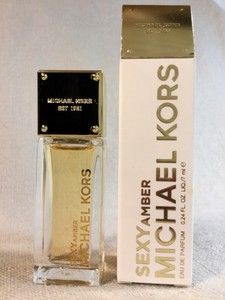 MICHAEL KORS
EST 1981
SEXY AMBER
MICHAEL KORS
SEXY AMBER
MICHAEL KORS
EAU DE PARFUM 0.24 FL. OZ. LIQ./7 ml ℮